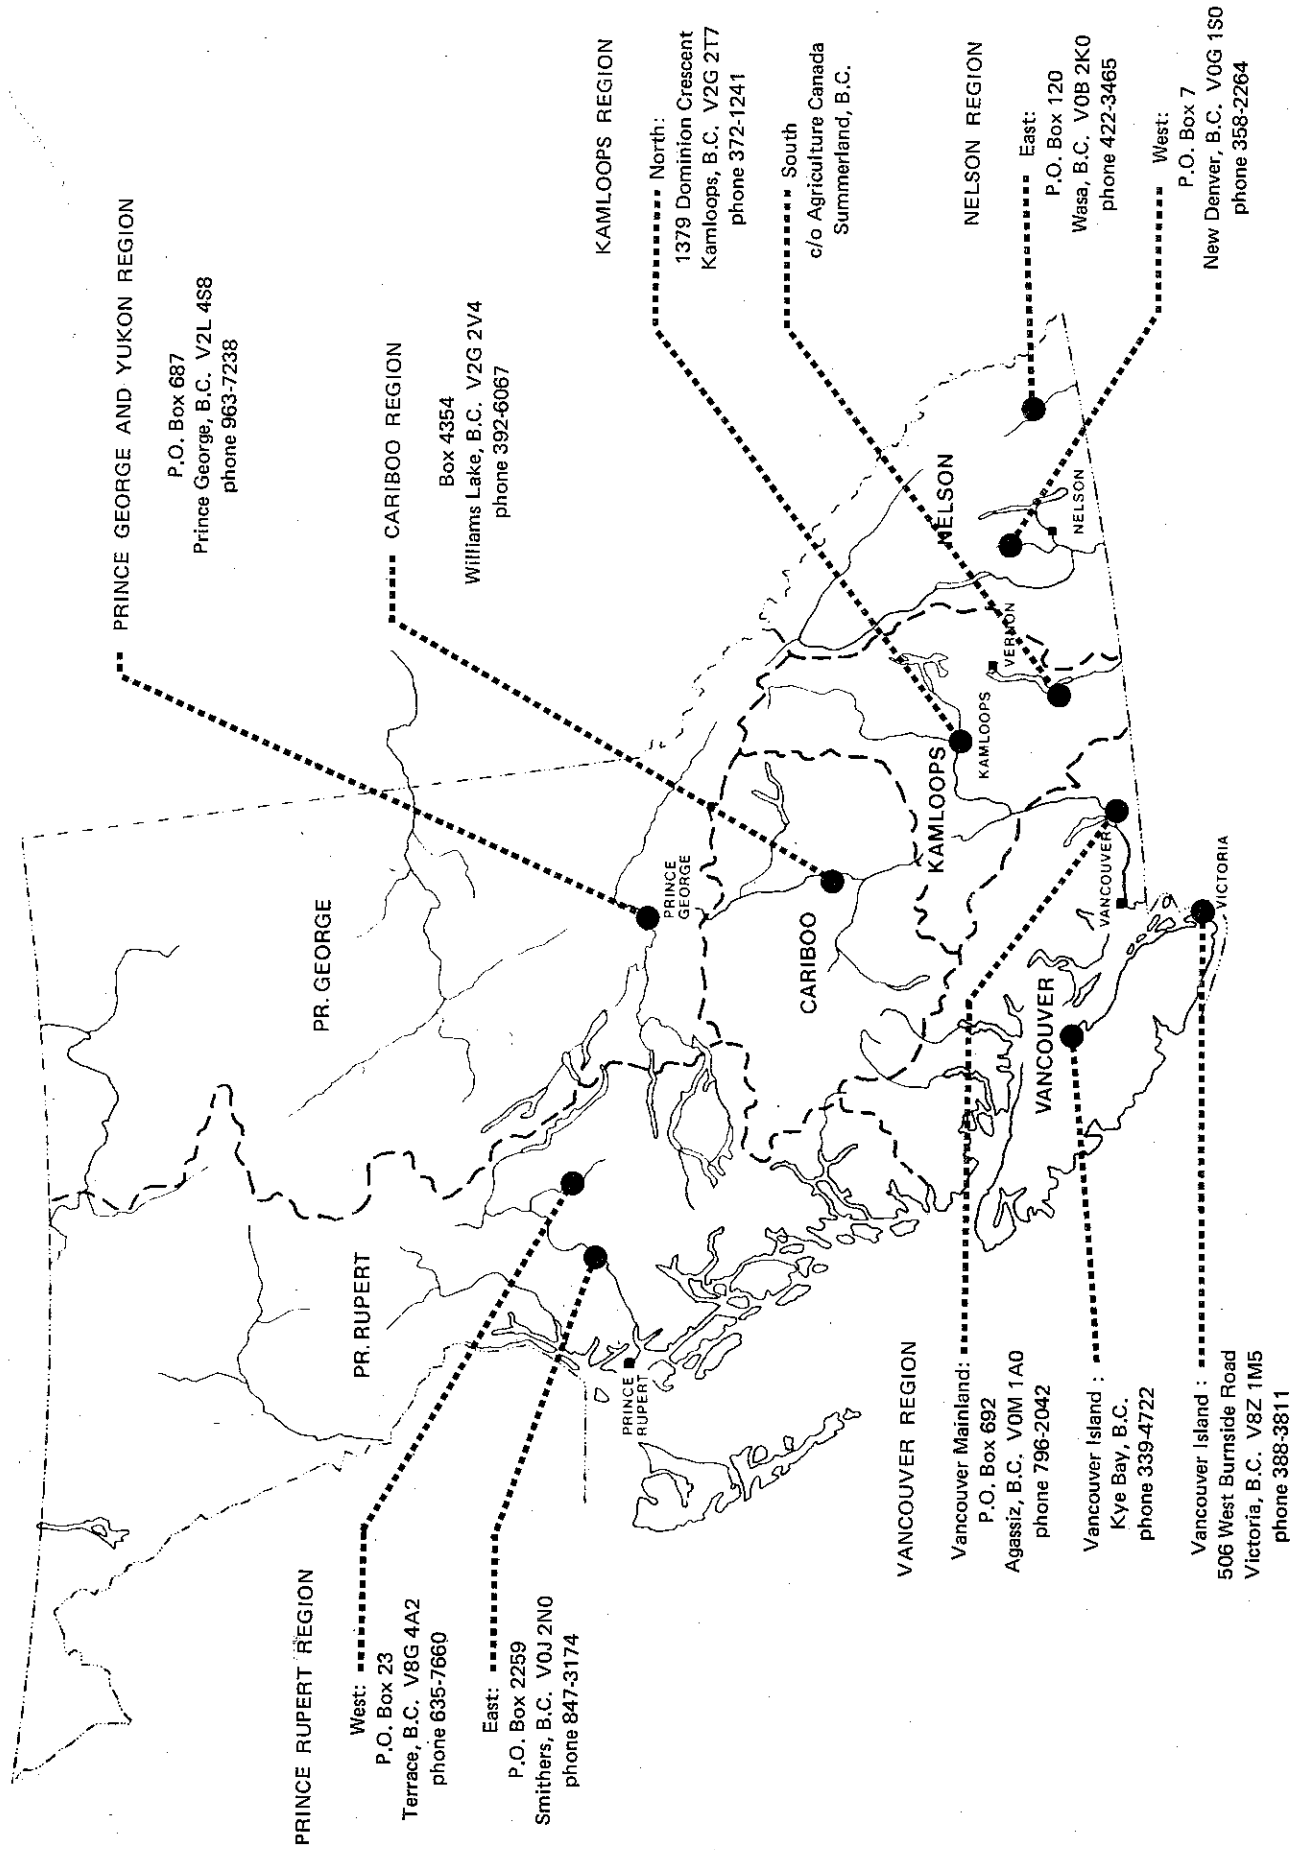 PRINCE GEORGE AND YUKON REGION
P.O. Box 687
Prince George, B.C. V2L 4S8
phone 963-7238
CARIBOO REGION
Box 4354
Williams Lake, B.C. V2G 2V4
phone 392-6067
KAMLOOPS REGION
North:
1379 Dominion Crescent
Kamloops, B.C. V2G 2T7
phone 372-1241
South
c/o Agriculture Canada
Summerland, B.C.
NELSON REGION
East:
P.O. Box 120
Wasa, B.C. V0B 2K0
phone 422-3465
West:
P.O. Box 7
New Denver, B.C. V0G 1S0
phone 358-2264
PRINCE RUPERT REGION
West:
P.O. Box 23
Terrace, B.C. V8G 4A2
phone 635-7660
East:
P.O. Box 2259
Smithers, B.C. V0J 2N0
phone 847-3174
VANCOUVER REGION
Vancouver Mainland:
P.O. Box 692
Agassiz, B.C. V0M 1A0
phone 796-2042
Vancouver Island :
Kye Bay, B.C.
phone 339-4722
Vancouver Island :
506 West Burnside Road
Victoria, B.C. V8Z 1M5
phone 388-3811
PR. GEORGE
PR. RUPERT
PRINCE
GEORGE
PRINCE
RUPERT
CARIBOO
KAMLOOPS
KAMLOOPS
NELSON
NELSON
VERNON
VANCOUVER
VANCOUVER
VICTORIA